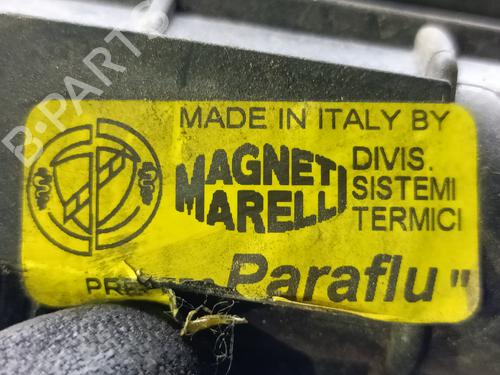 B-PARTS
MADE IN ITALY BY
MAGNETI
MARELLI
DIVIS.
SISTEMI
TERMICI
Paraflu"